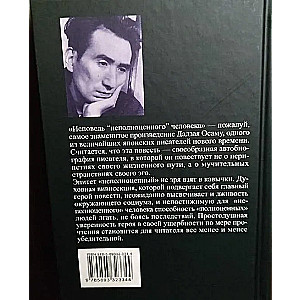 «Исповедь "неполноценного" человека» — пожалуй,
самое знаменитое произведение Дадзая Осаму, одного
из величайших японских писателей нового времени.
Считается, что эта повесть — своеобразная автобио-
графия писателя, в которой он повествует не о пери-
петиях своего жизненного пути, а о мучительных
странствиях своего эго.
Эпитет «неполноценный» не зря взят в кавычки. Ду-
ховная вивисекция, которой подвергает себя главный
герой повести, неожиданно высвечивает и лживость
окружающего социума, и непостижимую для «не-
полноценного» человека способность «полноценных»
людей лгать, не боясь последствий. Простодушная
уверенность героя в своей ущербности по мере про-
чтения становится для читателя все менее и менее
убедительной.
9785093323344